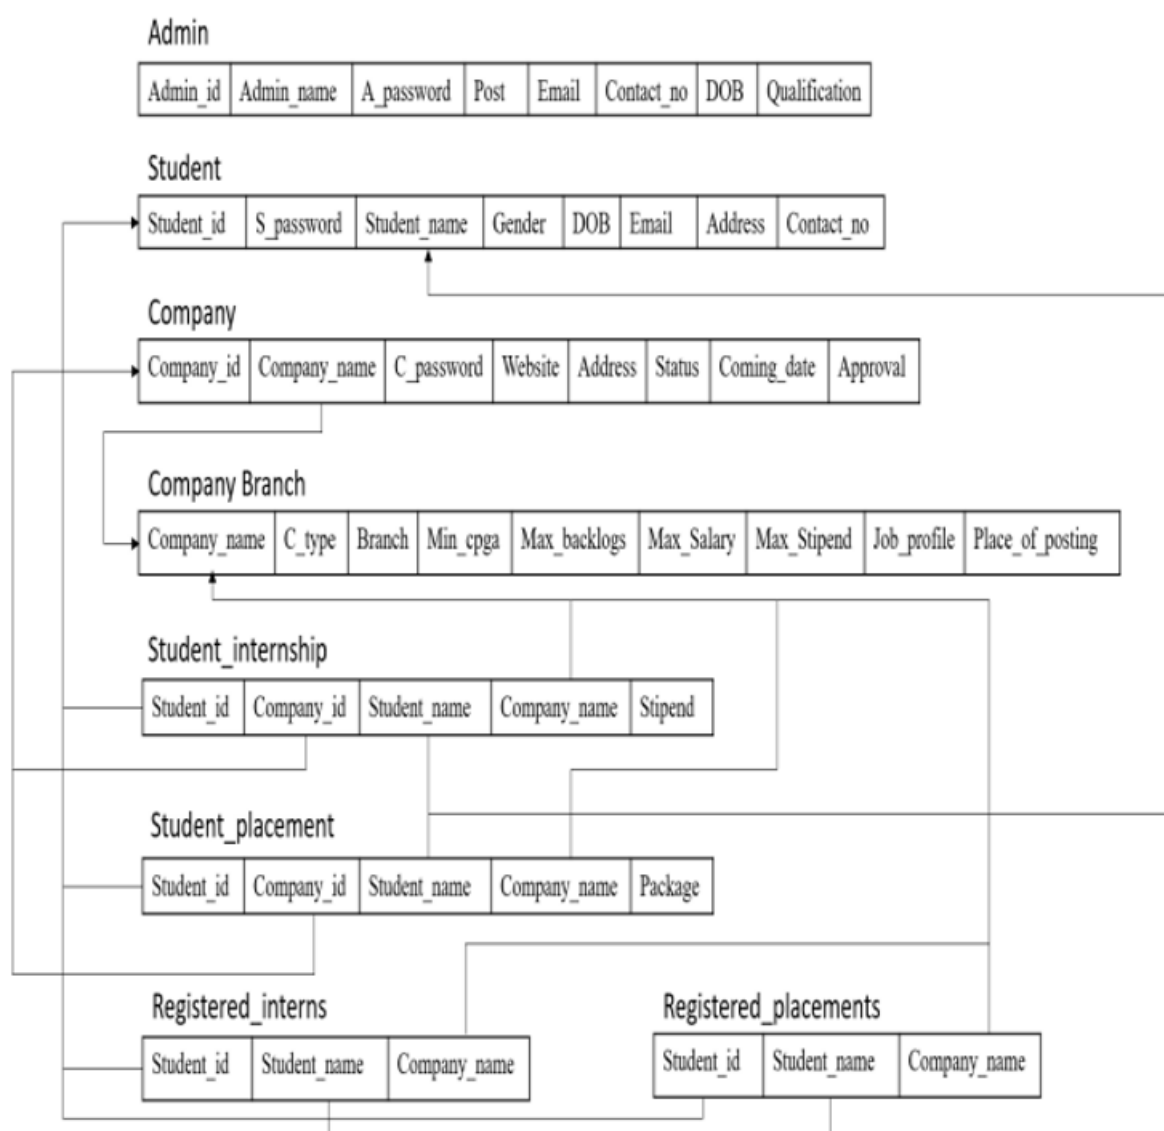 Admin
Admin_id Admin_name A_password Post Email Contact_no DOB Qualification
Student
Student_id S_password Student_name Gender DOB Email Address Contact_no
Company
Company_id Company_name C_password Website Address Status Coming_date Approval
Company Branch
Company_name C_type Branch Min_cpga Max_backlogs Max_Salary Max_Stipend Job_profile Place_of_posting
Student_internship
Student_id Company_id Student_name Company_name Stipend
Student_placement
Student_id Company_id Student_name Company_name Package
Registered_interns
Student_id Student_name Company_name
Registered_placements
Student_id Student_name Company_name